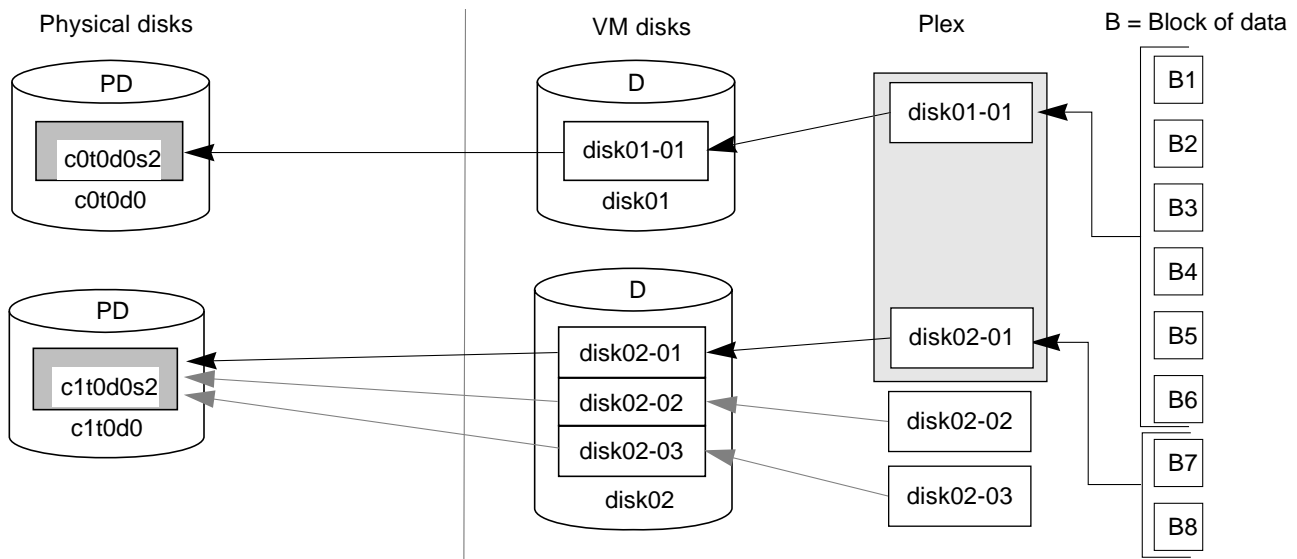 Physical disks
VM disks
Plex
B = Block of data
PD
c0t0d0s2
c0t0d0
D
disk01-01
disk01
disk01-01
B1
B2
B3
B4
B5
B6
PD
c1t0d0s2
c1t0d0
D
disk02-01
disk02-02
disk02-03
disk02
disk02-01
disk02-02
disk02-03
B7
B8